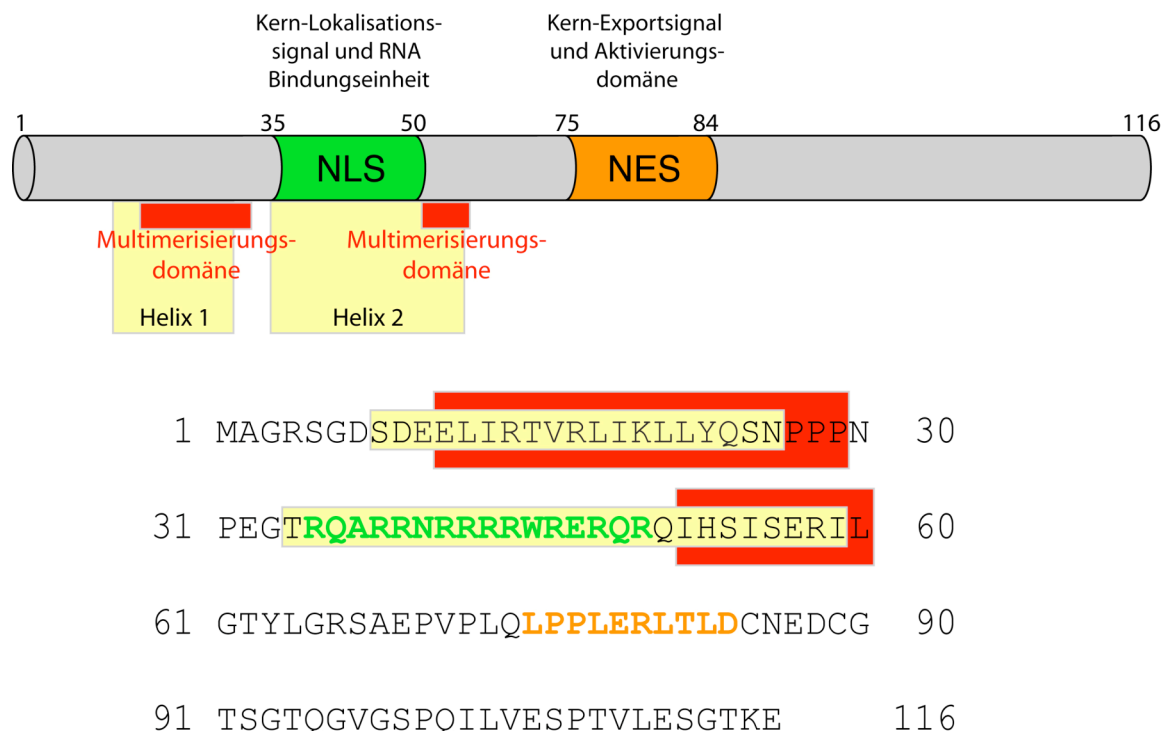 Kern-Lokalisations-
signal und RNA
Bindungseinheit
Kern-Exportsignal
und Aktivierungs-
domäne
1 35 50 75 84 116
NLS NES
Multimerisierungs-
domäne
Multimerisierungs-
domäne
Helix 1 Helix 2
1 MAGRSGDSDEELIRTVRLIKLLYQSNPPPN 30
31 PEGTRQARRNRRRRWRERQRQIHSISERIL 60
61 GTYLGRSAEPVPLQLPPLERLTLDCNEDCG 90
91 TSGTQGVGSPQILVESPTVLESGTKE 116